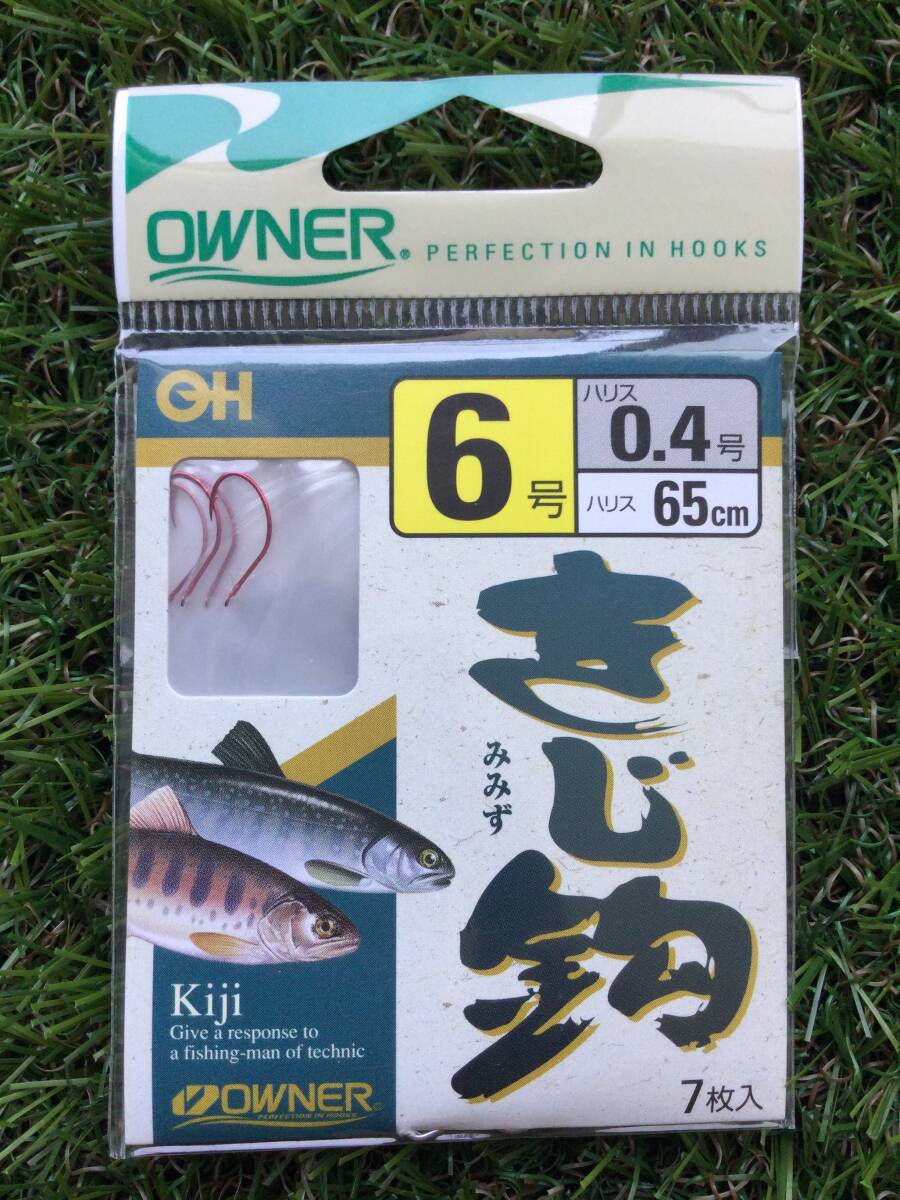 OWNER® PERFECTION IN HOOKS
OH
6号
ハリス
0.4号
ハリス 65cm
きじ鈎
みみず
Kiji
Give a response to
a fishing-man of technic
OWNER
PERFECTION IN HOOKS
7枚入